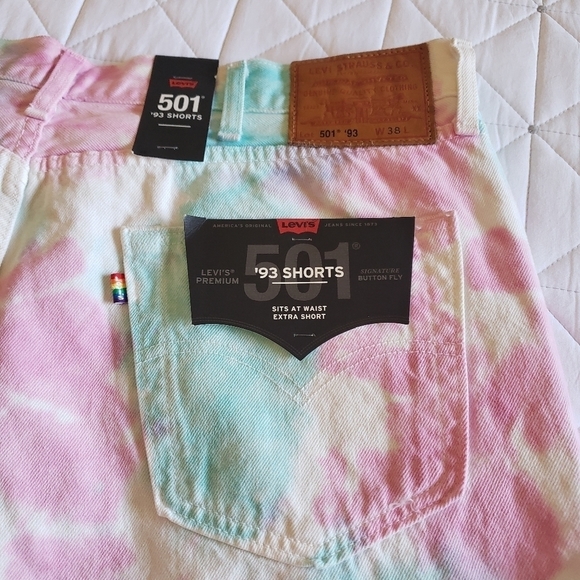 Levi's
501®
'93 SHORTS
LEVI STRAUSS & CO.
501® '93 W 38 L
AMERICA'S ORIGINAL Levi's JEANS SINCE 1873
501®
LEVI'S® PREMIUM
'93 SHORTS
SIGNATURE BUTTON FLY
SITS AT WAIST
EXTRA SHORT